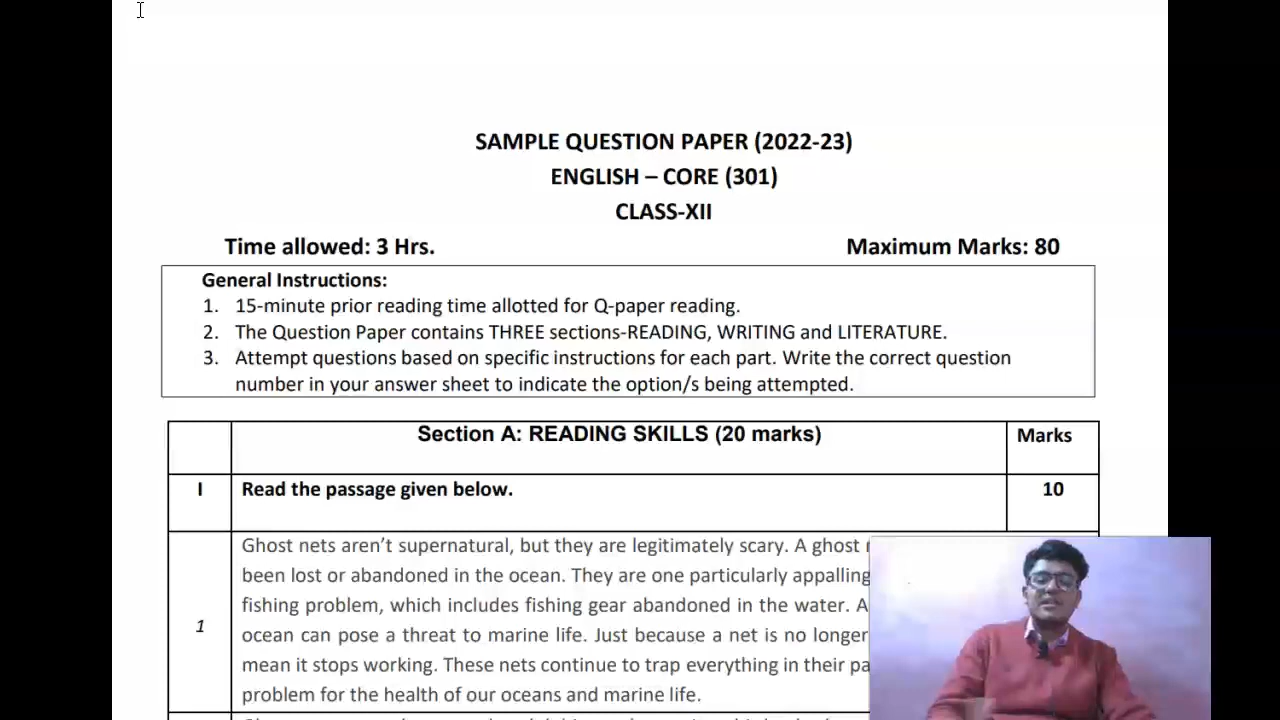 SAMPLE QUESTION PAPER (2022-23)
ENGLISH – CORE (301)
CLASS-XII
Time allowed: 3 Hrs. Maximum Marks: 80
General Instructions:
1. 15-minute prior reading time allotted for Q-paper reading.
2. The Question Paper contains THREE sections-READING, WRITING and LITERATURE.
3. Attempt questions based on specific instructions for each part. Write the correct question
number in your answer sheet to indicate the option/s being attempted.
Section A: READING SKILLS (20 marks) Marks
I Read the passage given below. 10
Ghost nets aren’t supernatural, but they are legitimately scary. A ghost
been lost or abandoned in the ocean. They are one particularly appalling
fishing problem, which includes fishing gear abandoned in the water. A
1 ocean can pose a threat to marine life. Just because a net is no longer
mean it stops working. These nets continue to trap everything in their
problem for the health of our oceans and marine life.